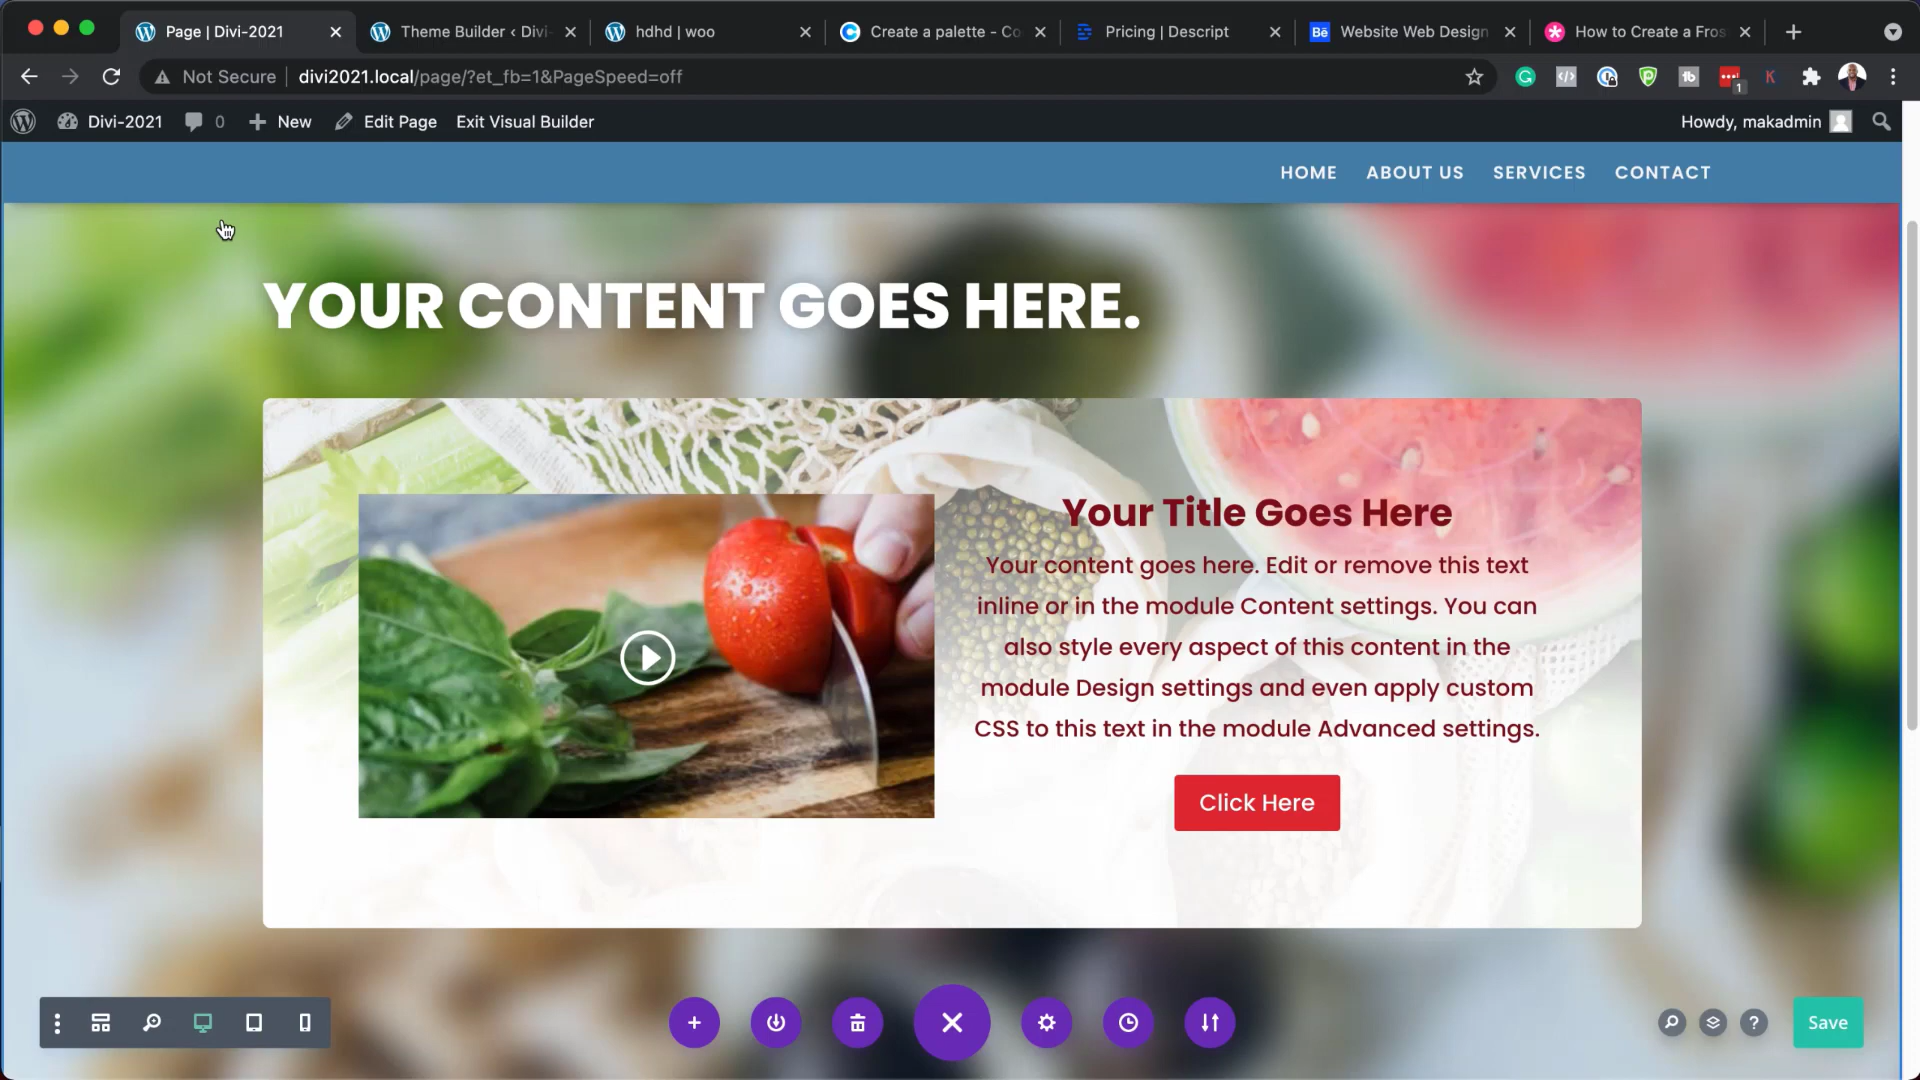 Page | Divi-2021
Theme Builder ‹ Divi-
hdhd | woo
Create a palette - Co
Pricing | Descript
Bē Website Web Design
How to Create a Fros
Not Secure
divi2021.local/page/?et_fb=1&PageSpeed=off
1
Divi-2021
0
New
Edit Page
Exit Visual Builder
Howdy, makadmin
HOME
ABOUT US
SERVICES
CONTACT
YOUR CONTENT GOES HERE.
Your Title Goes Here
Your content goes here. Edit or remove this text
inline or in the module Content settings. You can
also style every aspect of this content in the
module Design settings and even apply custom
CSS to this text in the module Advanced settings.
Click Here
Save